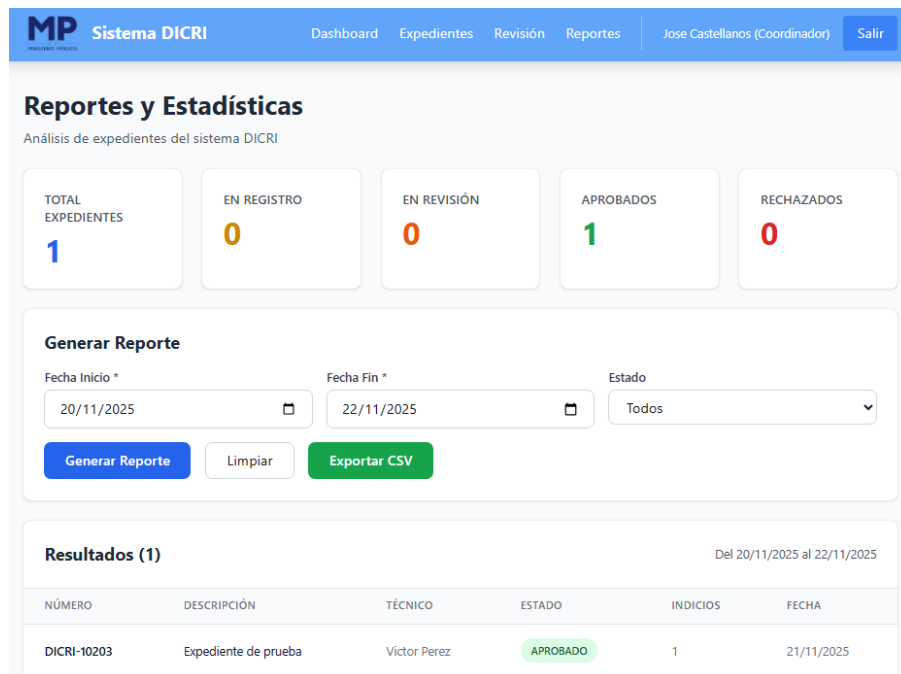 MP
MINISTERIO PÚBLICO
Sistema DICRI
Dashboard Expedientes Revisión Reportes Jose Castellanos (Coordinador) Salir
Reportes y Estadísticas
Análisis de expedientes del sistema DICRI
TOTAL
EXPEDIENTES
1
EN REGISTRO
0
EN REVISIÓN
0
APROBADOS
1
RECHAZADOS
0
Generar Reporte
Fecha Inicio * Fecha Fin * Estado
20/11/2025 22/11/2025 Todos
Generar Reporte Limpiar Exportar CSV
Resultados (1) Del 20/11/2025 al 22/11/2025
NÚMERO DESCRIPCIÓN TÉCNICO ESTADO INDICIOS FECHA
DICRI-10203 Expediente de prueba Victor Perez APROBADO 1 21/11/2025